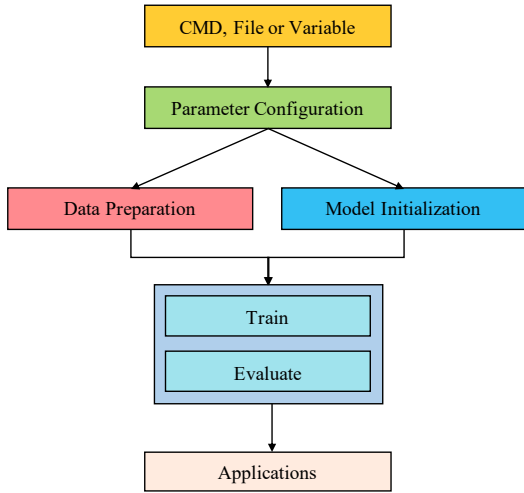 CMD, File or Variable
Parameter Configuration
Data Preparation
Model Initialization
Train
Evaluate
Applications